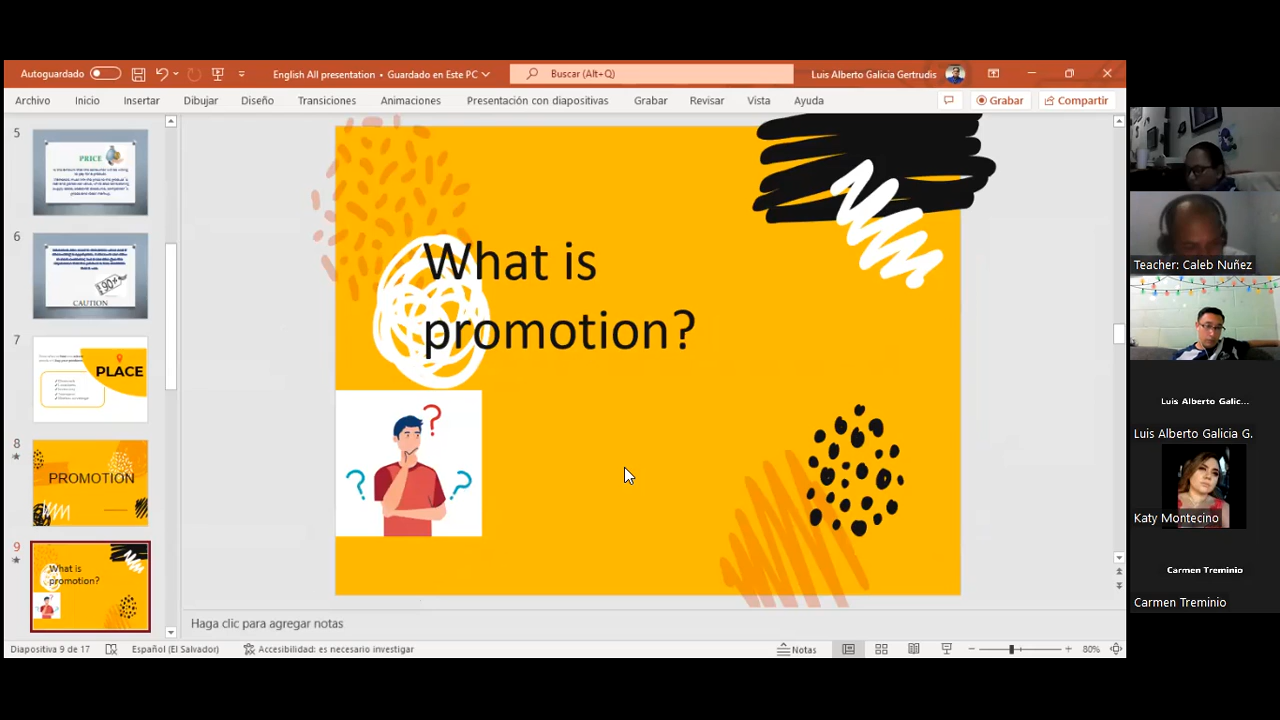 Autoguardado
English All presentation • Guardado en Este PC
Buscar (Alt+Q)
Luis Alberto Galicia Gertrudis
Archivo Inicio Insertar Dibujar Diseño Transiciones Animaciones Presentación con diapositivas Grabar Revisar Vista Ayuda
Grabar
Compartir
5
PRICE
6
90%
CAUTION
7
PLACE
8
PROMOTION
9
What is
promotion?
What is
promotion?
Haga clic para agregar notas
Diapositiva 9 de 17
Español (El Salvador)
Accesibilidad: es necesario investigar
Notas
80%
Teacher: Caleb Nuñez
Luis Alberto Galic...
Luis Alberto Galicia G.
Katy Montecino
Carmen Treminio
Carmen Treminio